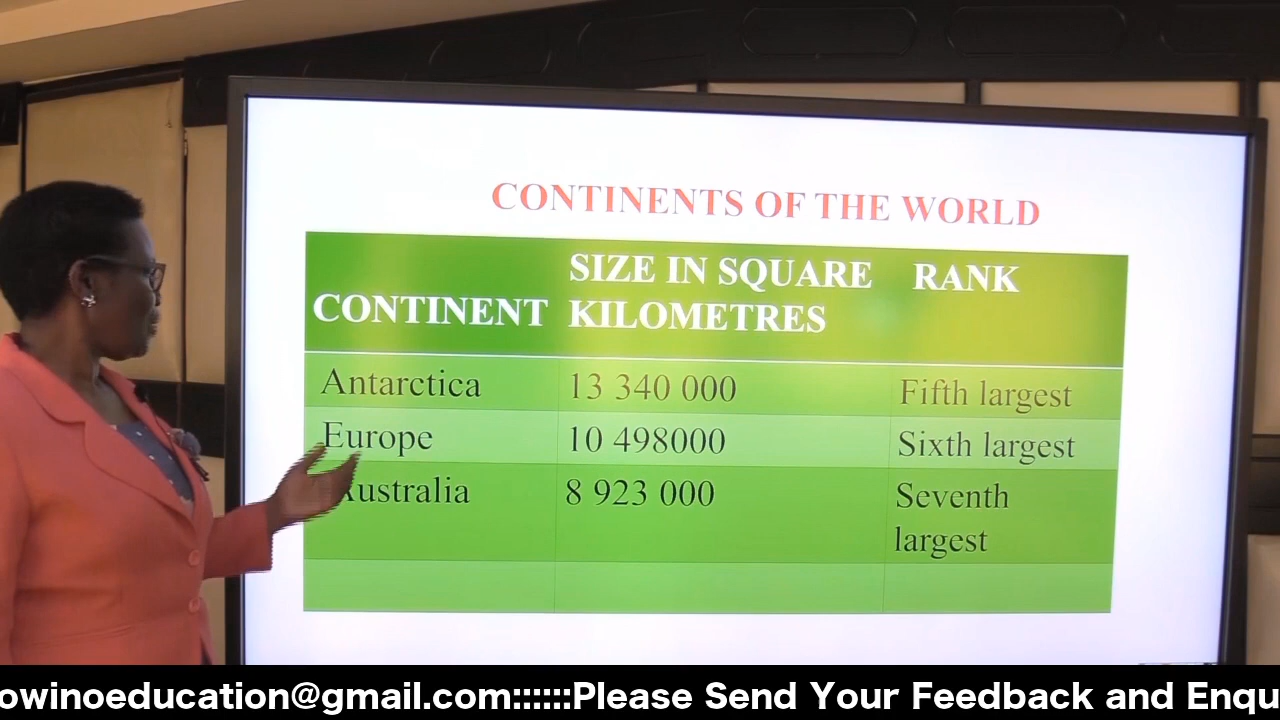 CONTINENTS OF THE WORLD
CONTINENT SIZE IN SQUARE KILOMETRES RANK
Antarctica 13 340 000 Fifth largest
Europe 10 498000 Sixth largest
Australia 8 923 000 Seventh largest
owinoeducation@gmail.com::::::Please Send Your Feedback and Enqu